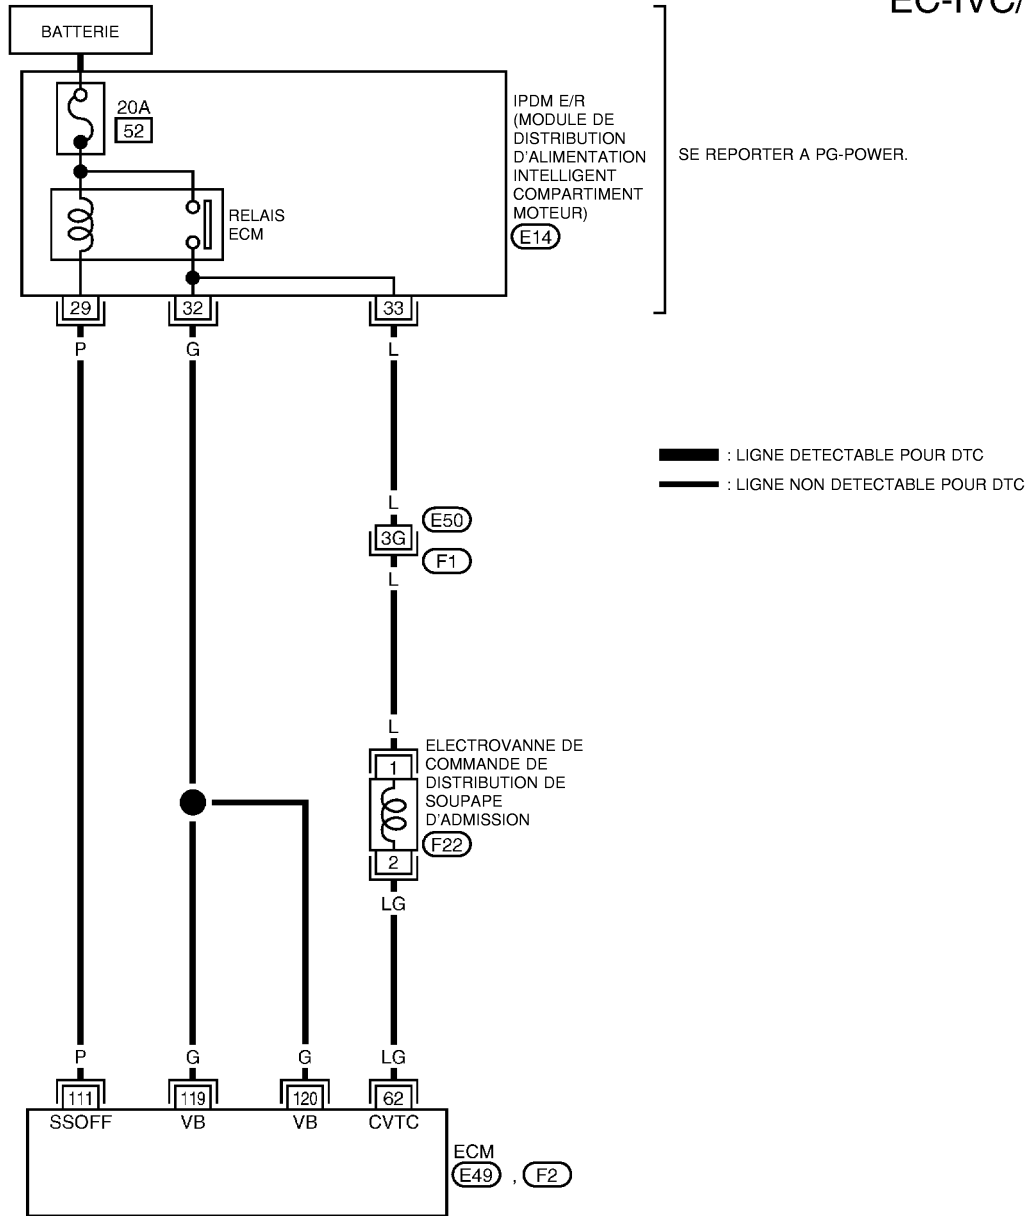 EC-IVC/
BATTERIE
20A
52
IPDM E/R
(MODULE DE
DISTRIBUTION
D'ALIMENTATION
INTELLIGENT
COMPARTIMENT
MOTEUR)
E14
SE REPORTER A PG-POWER.
RELAIS
ECM
29 32 33
P G L
: LIGNE DETECTABLE POUR DTC
: LIGNE NON DETECTABLE POUR DTC
L
E50
3G
F1
L
L
1
ELECTROVANNE DE
COMMANDE DE
DISTRIBUTION DE
SOUPAPE
D'ADMISSION
F22
2
LG
P G G LG
111 119 120 62
SSOFF VB VB CVTC
ECM
E49 , F2